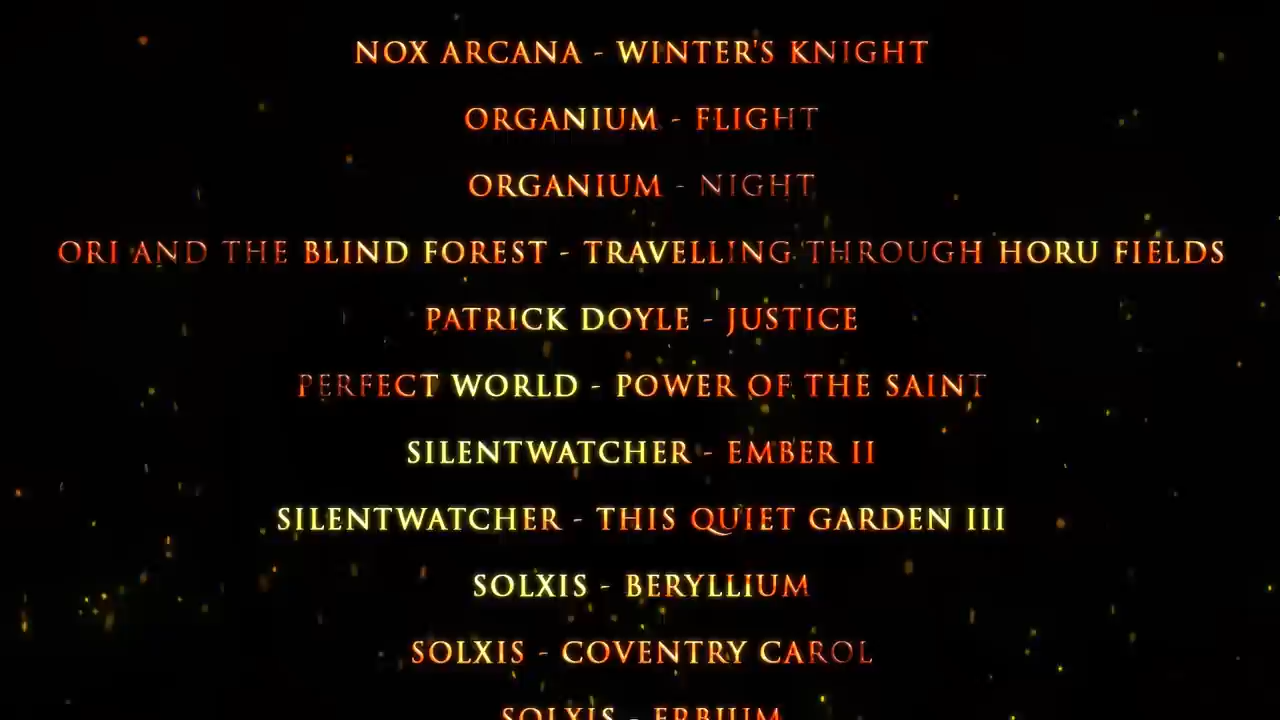 NOX ARCANA - WINTER'S KNIGHT
ORGANIUM - FLIGHT
ORGANIUM - NIGHT
ORI AND THE BLIND FOREST - TRAVELLING THROUGH HORU FIELDS
PATRICK DOYLE - JUSTICE
PERFECT WORLD - POWER OF THE SAINT
SILENTWATCHER - EMBER II
SILENTWATCHER - THIS QUIET GARDEN III
SOLXIS - BERYLLIUM
SOLXIS - COVENTRY CAROL
SOLXIS - ERBIUM